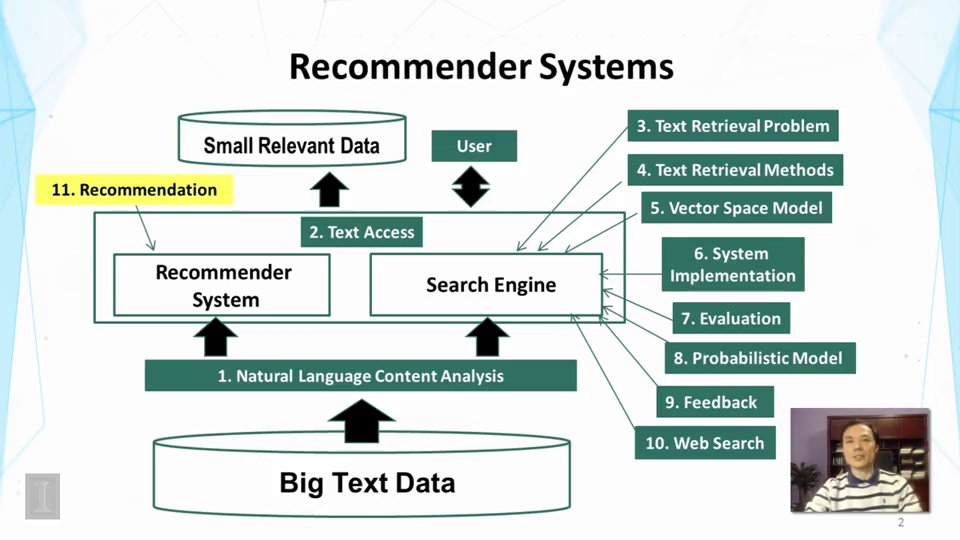 Recommender Systems
Small Relevant Data
User
3. Text Retrieval Problem
4. Text Retrieval Methods
11. Recommendation
5. Vector Space Model
2. Text Access
6. System
Implementation
Recommender
System
Search Engine
7. Evaluation
8. Probabilistic Model
1. Natural Language Content Analysis
9. Feedback
10. Web Search
Big Text Data
I
2